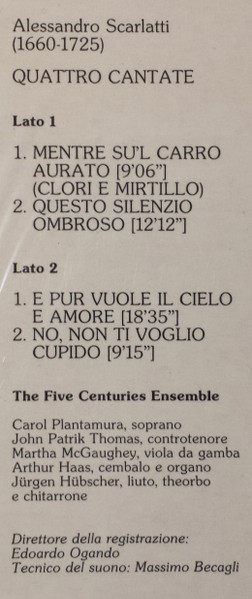 Alessandro Scarlatti
(1660-1725)
QUATTRO CANTATE
Lato 1
1. MENTRE SU'L CARRO
AURATO [9'06"]
(CLORI E MIRTILLO)
2. QUESTO SILENZIO
OMBROSO [12'12"]
Lato 2
1. E PUR VUOLE IL CIELO
E AMORE [18'35"]
2. NO, NON TI VOGLIO
CUPIDO [9'15"]
The Five Centuries Ensemble
Carol Plantamura, soprano
John Patrik Thomas, controtenore
Martha McGaughey, viola da gamba
Arthur Haas, cembalo e organo
Jürgen Hübscher, liuto, theorbo
e chitarrone
Direttore della registrazione:
Edoardo Ogando
Tecnico del suono: Massimo Becagli